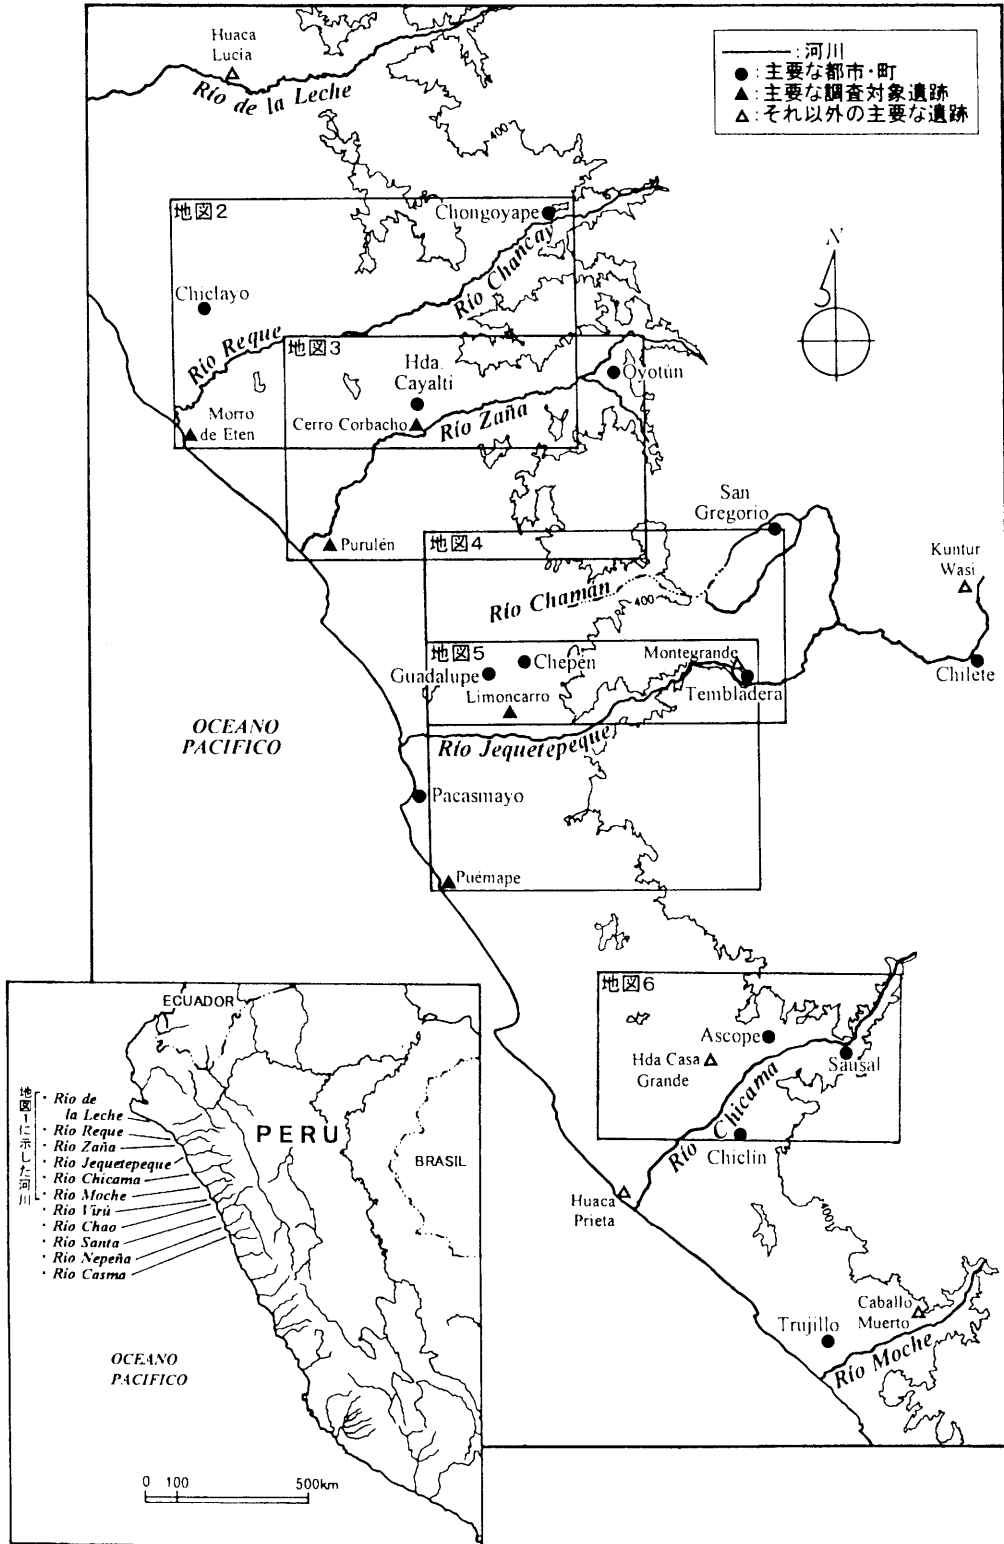 Huaca
Lucía
Río de la Leche
——— : 河川
● : 主要な都市・町
▲ : 主要な調査対象遺跡
△ : それ以外の主要な遺跡
400
地図2
Chongoyape
Río Chancay
Chiclayo
Río Reque
N
地図3
Hda.
Cayaltí
Oyotún
Morro
de Eten
Cerro Corbacho
Río Zaña
San
Gregorio
Purulén
地図4
Kuntur
Wasi
Río Chamán
400
地図5
Chepén
Montegrande
Guadalupe
Limoncarro
Tembladera
Chilete
OCEANO
PACIFICO
Río Jequetepeque
Pacasmayo
Puémape
地図6
Ascope
Hda Casa
Grande
Sausal
Río Chicama
Chiclín
Huaca
Prieta
400
Caballo
Muerto
Trujillo
Río Moche
ECUADOR
地図1に示した河川
・Río de
la Leche
・Río Reque
・Río Zaña
・Río Jequetepeque
・Río Chicama
・Río Moche
・Río Virú
・Río Chao
・Río Santa
・Río Nepeña
・Río Casma
PERU
BRASIL
OCEANO
PACIFICO
0 100 500km